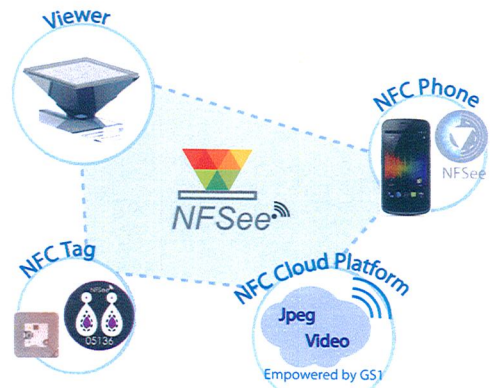 Viewer
NFC Phone
NFSee
NFSee
NFC Tag
NFSee
05136
NFC Cloud Platform
Jpeg
Video
Empowered by GS1